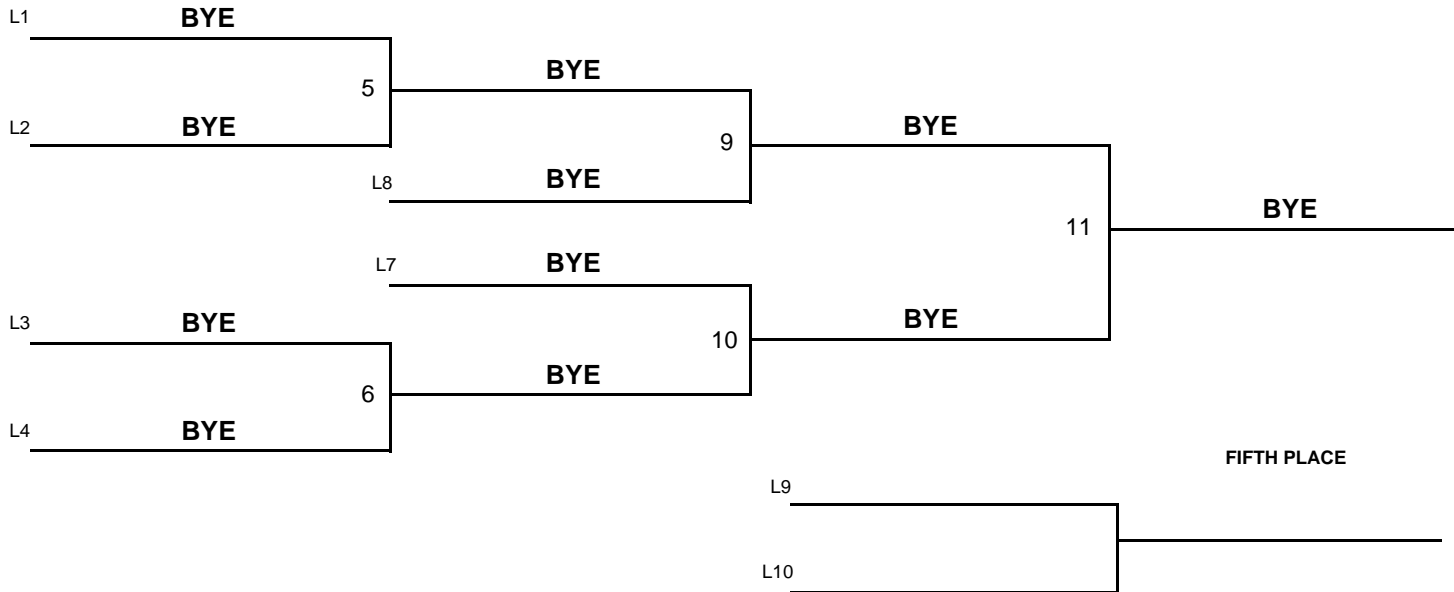 L1 BYE
5 BYE
L2 BYE
9 BYE
L8 BYE
11 BYE
L7 BYE
L3 BYE
10 BYE
6 BYE
L4 BYE
FIFTH PLACE
L9
L10